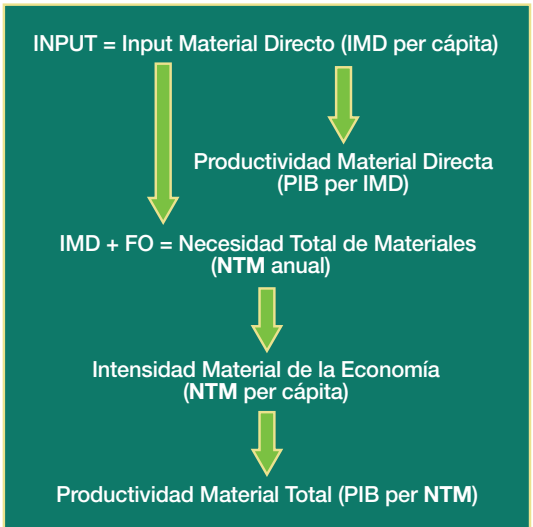 INPUT = Input Material Directo (IMD per cápita)
Productividad Material Directa
(PIB per IMD)
IMD + FO = Necesidad Total de Materiales
(NTM anual)
Intensidad Material de la Economía
(NTM per cápita)
Productividad Material Total (PIB per NTM)